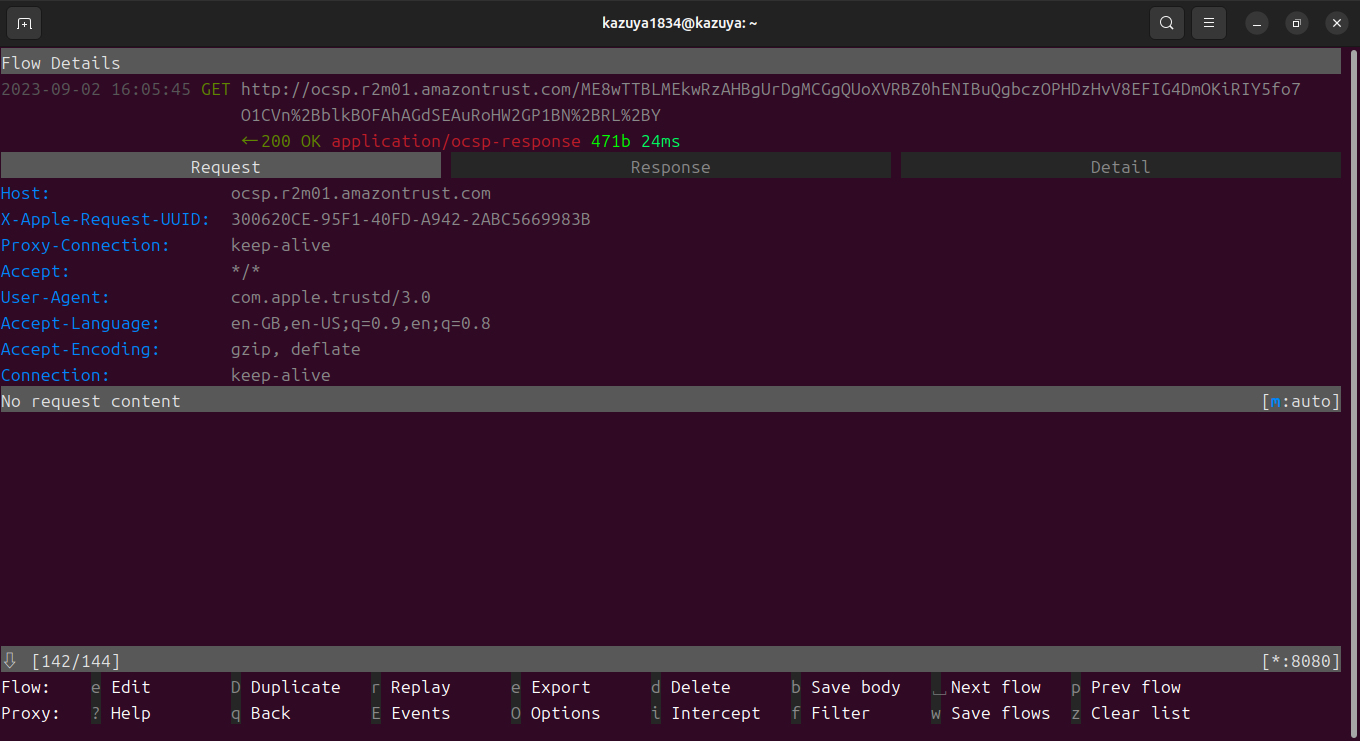 kazuya1834@kazuya: ~
Flow Details
2023-09-02 16:05:45 GET http://ocsp.r2m01.amazontrust.com/ME8wTTBLMEkwRzAHBgUrDgMCGgQUoXVRBZ0hENIBuQgbczOPHDzHvV8EFIG4DmOKiRIY5fo7
O1CVn%2BblkBOFAhAGdSEAuRoHW2GP1BN%2BRL%2BY
←200 OK application/ocsp-response 471b 24ms
Request Response Detail
Host: ocsp.r2m01.amazontrust.com
X-Apple-Request-UUID: 300620CE-95F1-40FD-A942-2ABC5669983B
Proxy-Connection: keep-alive
Accept: */*
User-Agent: com.apple.trustd/3.0
Accept-Language: en-GB,en-US;q=0.9,en;q=0.8
Accept-Encoding: gzip, deflate
Connection: keep-alive
No request content [m:auto]
⇩ [142/144] [*:8080]
Flow: e Edit D Duplicate r Replay e Export d Delete b Save body ␣ Next flow p Prev flow
Proxy: ? Help q Back E Events O Options i Intercept f Filter w Save flows z Clear list